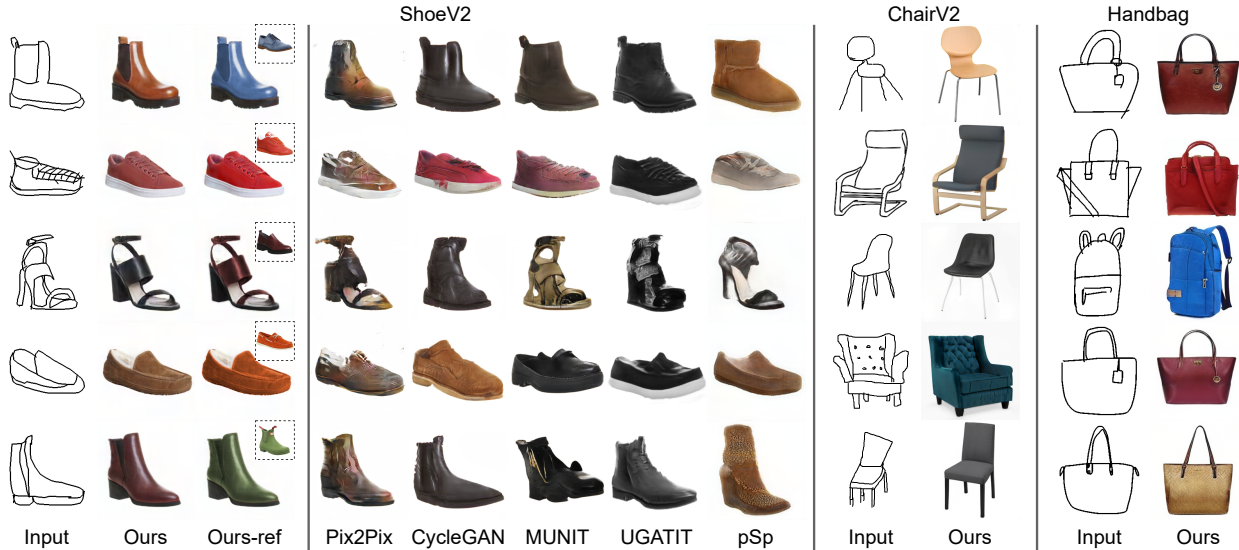 ShoeV2 ChairV2 Handbag
Input Ours Ours-ref Pix2Pix CycleGAN MUNIT UGATIT pSp Input Ours Input Ours